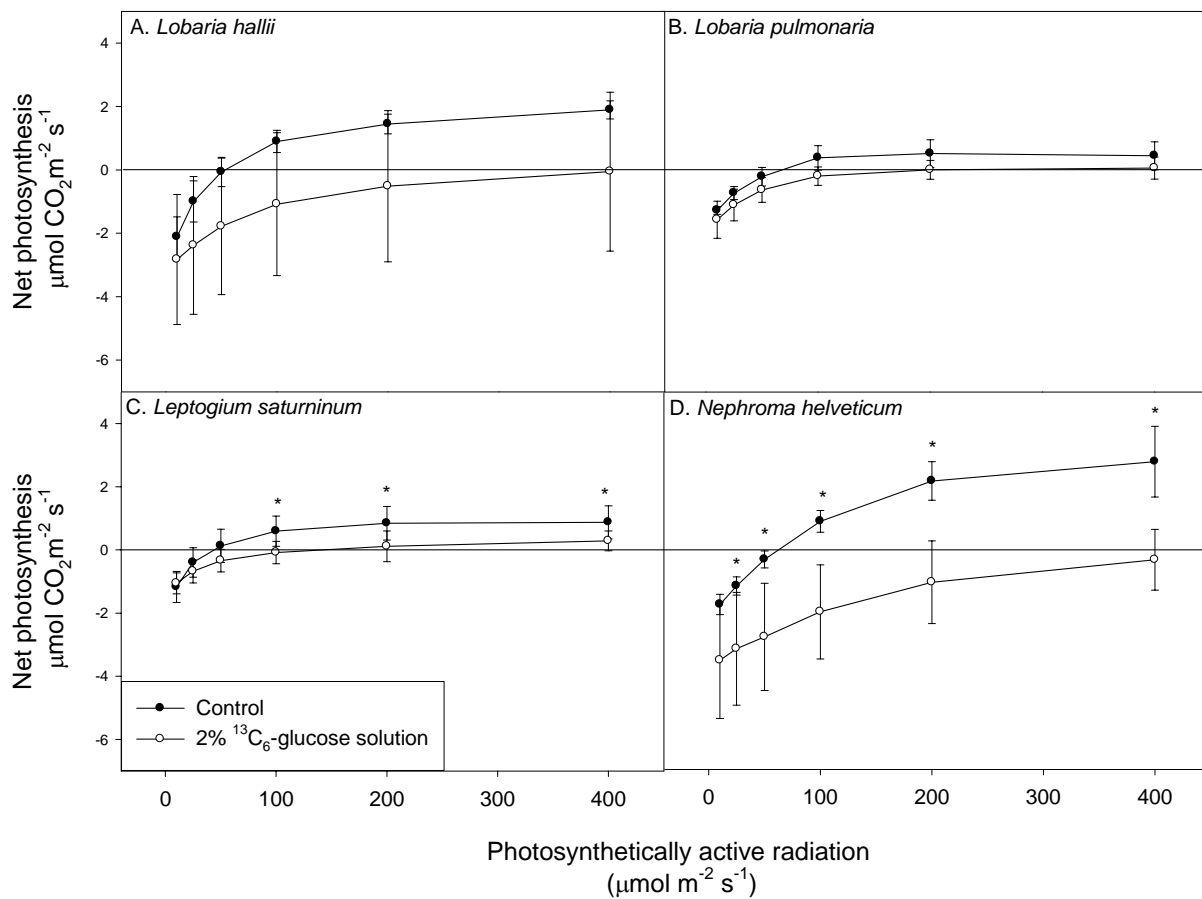 A. Lobaria hallii
B. Lobaria pulmonaria
4
2
0
-2
-4
-6
Net photosynthesis
μmol CO₂m⁻² s⁻¹
C. Leptogium saturninum
D. Nephroma helveticum
4
2
0
-2
-4
-6
Net photosynthesis
μmol CO₂m⁻² s⁻¹
* * *
* * * * *
Control
2% ¹³C₆-glucose solution
0 100 200 300 400
0 100 200 300 400
Photosynthetically active radiation
(μmol m⁻² s⁻¹)